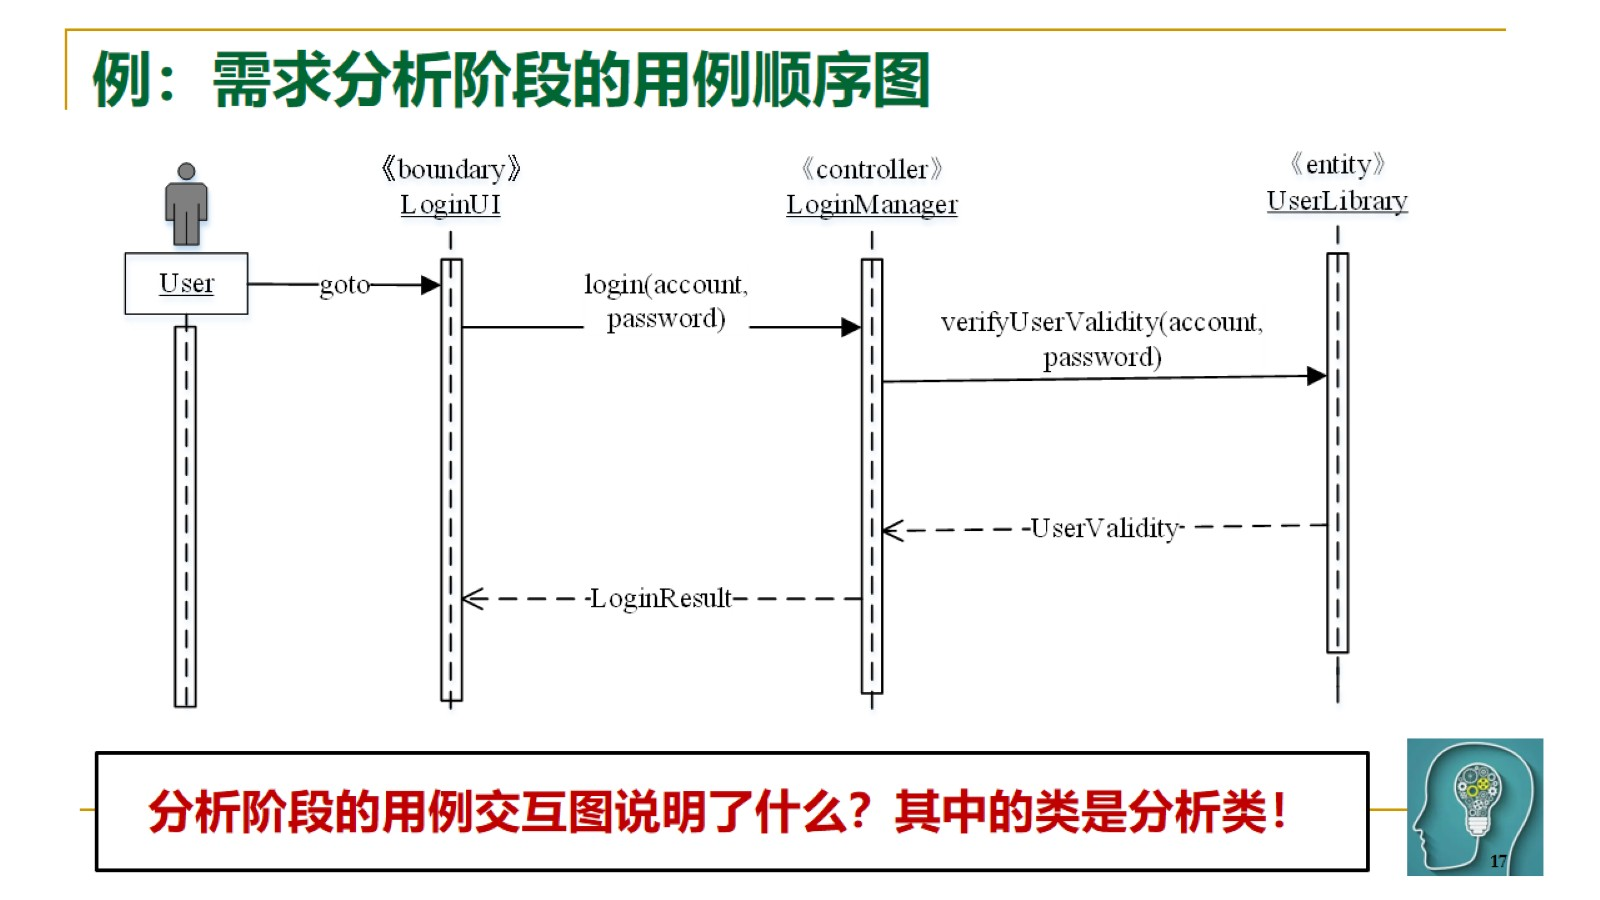 例：需求分析阶段的用例顺序图
《boundary》
LoginUI
《controller》
LoginManager
《entity》
UserLibrary
User
goto
login(account,
password)
verifyUserValidity(account,
password)
UserValidity
LoginResult
分析阶段的用例交互图说明了什么？其中的类是分析类！
17